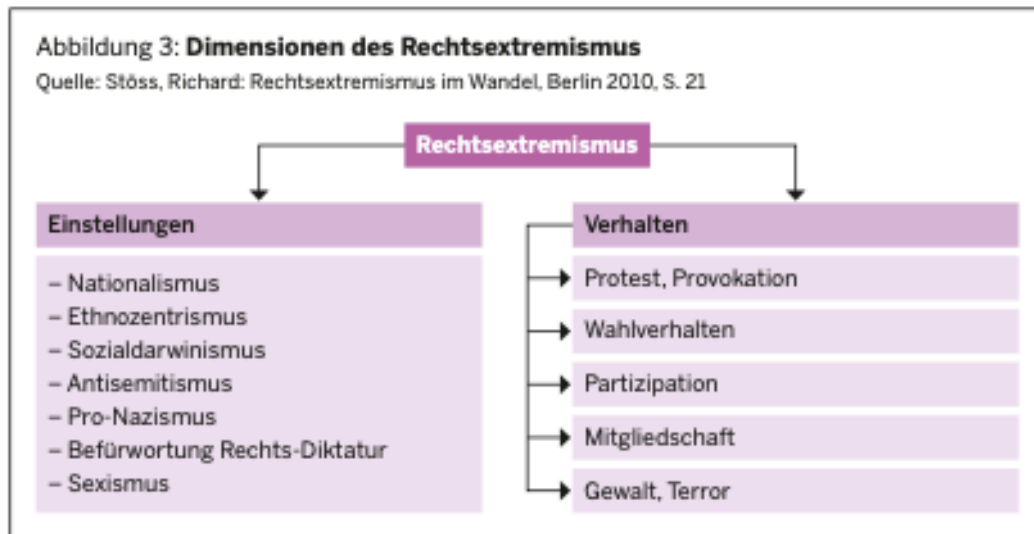 Abbildung 3: Dimensionen des Rechtsextremismus
Quelle: Stöss, Richard: Rechtsextremismus im Wandel, Berlin 2010, S. 21
Rechtsextremismus
Einstellungen
– Nationalismus
– Ethnozentrismus
– Sozialdarwinismus
– Antisemitismus
– Pro-Nazismus
– Befürwortung Rechts-Diktatur
– Sexismus
Verhalten
Protest, Provokation
Wahlverhalten
Partizipation
Mitgliedschaft
Gewalt, Terror